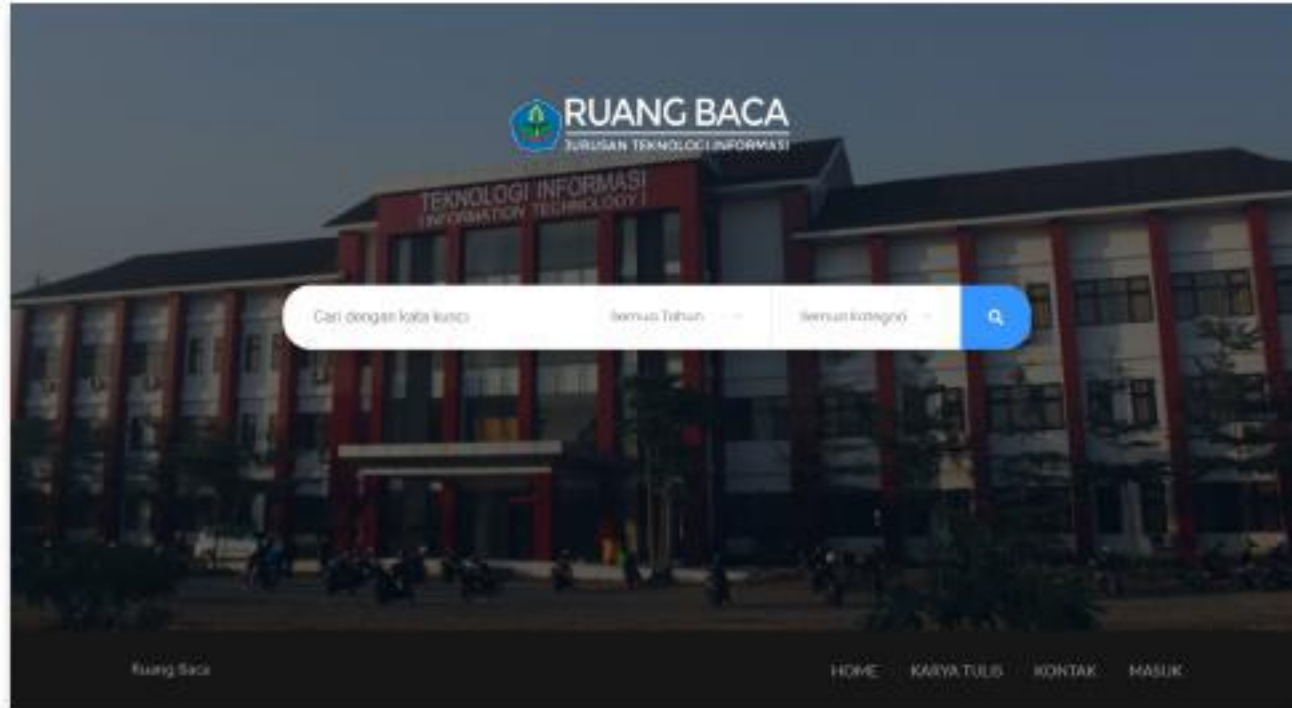 RUANG BACA
JURUSAN TEKNOLOGI INFORMASI
TEKNOLOGI INFORMASI
[ INFORMATION TECHNOLOGY ]
Cari dengan kata kunci
Semua Tahun
Semua Kategori
Ruang Baca
HOME KARYA TULIS KONTAK MASUK